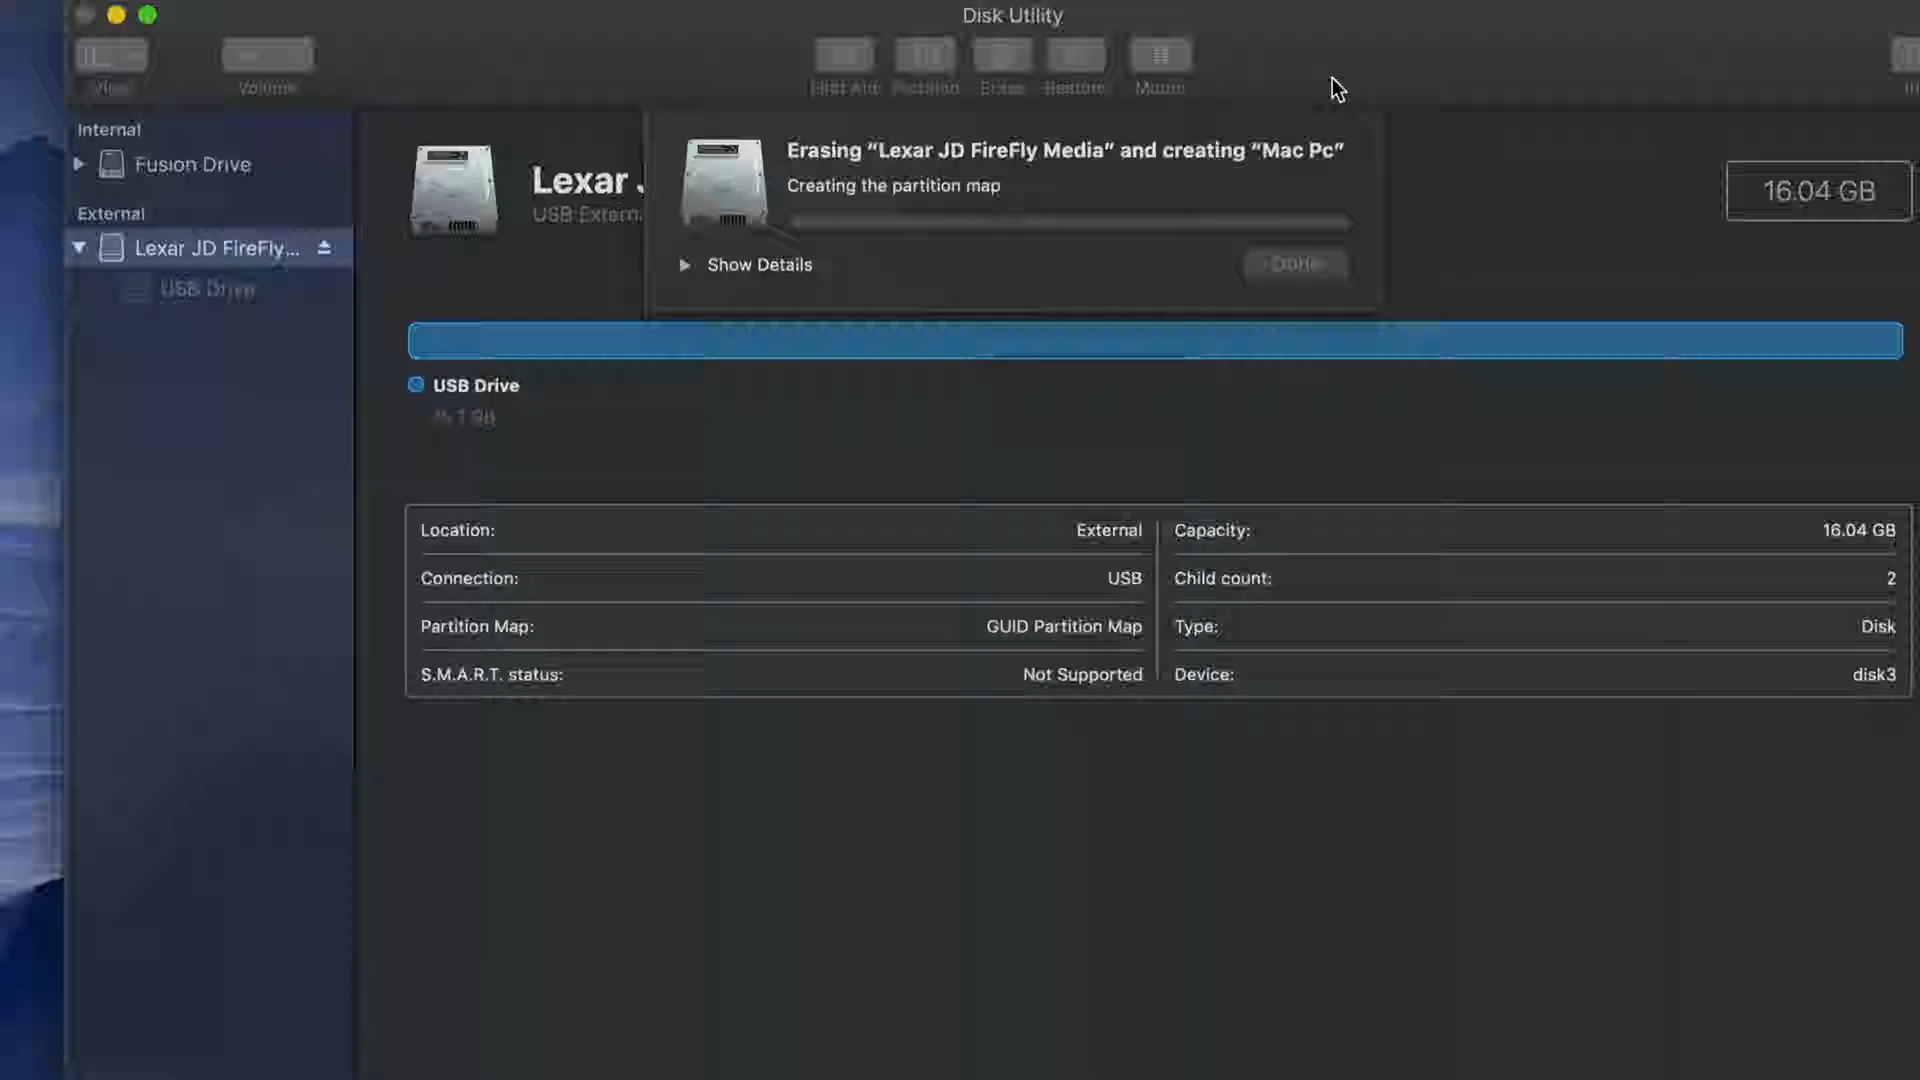 Disk Utility
View
Volume
First Aid Partition Erase Restore Mount
Internal
Fusion Drive
External
Lexar JD FireFly...
USB Drive
Lexar
USB Externa
Erasing “Lexar JD FireFly Media” and creating “Mac Pc”
Creating the partition map
Show Details
Done
16.04 GB
USB Drive
Location: External
Capacity: 16.04 GB
Connection: USB
Child count: 2
Partition Map: GUID Partition Map
Type: Disk
S.M.A.R.T. status: Not Supported
Device: disk3